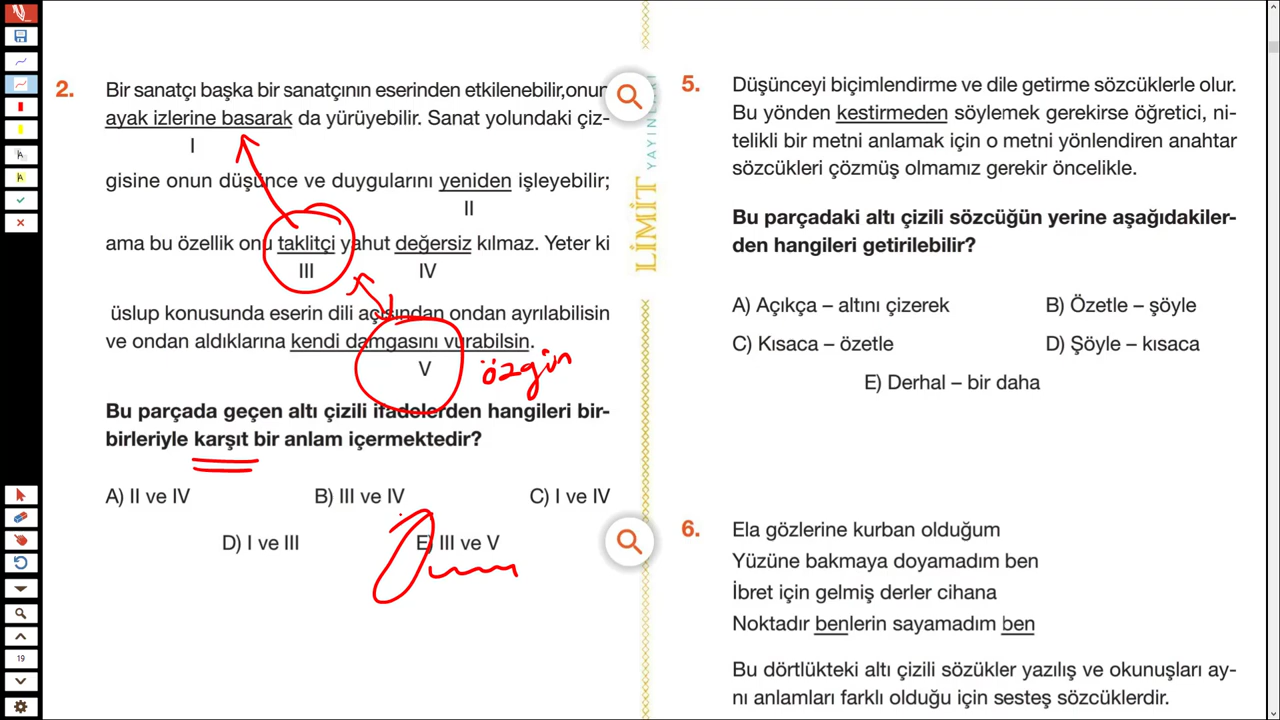 2.
Bir sanatçı başka bir sanatçının eserinden etkilenebilir,onun
ayak izlerine basarak da yürüyebilir. Sanat yolundaki çiz-
I
gisine onun düşünce ve duygularını yeniden işleyebilir;
II
ama bu özellik onu taklitçi yahut değersiz kılmaz. Yeter ki
III
IV
üslup konusunda eserin dili açısından ondan ayrılabilisin
ve ondan aldıklarına kendi damgasını vurabilsin.
V
özgün
Bu parçada geçen altı çizili ifadelerden hangileri bir-
birleriyle karşıt bir anlam içermektedir?
A) II ve IV
B) III ve IV
C) I ve IV
D) I ve III
E) III ve V
LİMİT YAYINLARI
5.
Düşünceyi biçimlendirme ve dile getirme sözcüklerle olur.
Bu yönden kestirmeden söylemek gerekirse öğretici, ni-
telikli bir metni anlamak için o metni yönlendiren anahtar
sözcükleri çözmüş olmamız gerekir öncelikle.
Bu parçadaki altı çizili sözcüğün yerine aşağıdakiler-
den hangileri getirilebilir?
A) Açıkça – altını çizerek
B) Özetle – şöyle
C) Kısaca – özetle
D) Şöyle – kısaca
E) Derhal – bir daha
6.
Ela gözlerine kurban olduğum
Yüzüne bakmaya doyamadım ben
İbret için gelmiş derler cihana
Noktadır benlerin sayamadım ben
Bu dörtlükteki altı çizili sözükler yazılış ve okunuşları ay-
nı anlamları farklı olduğu için sesteş sözcüklerdir.
19